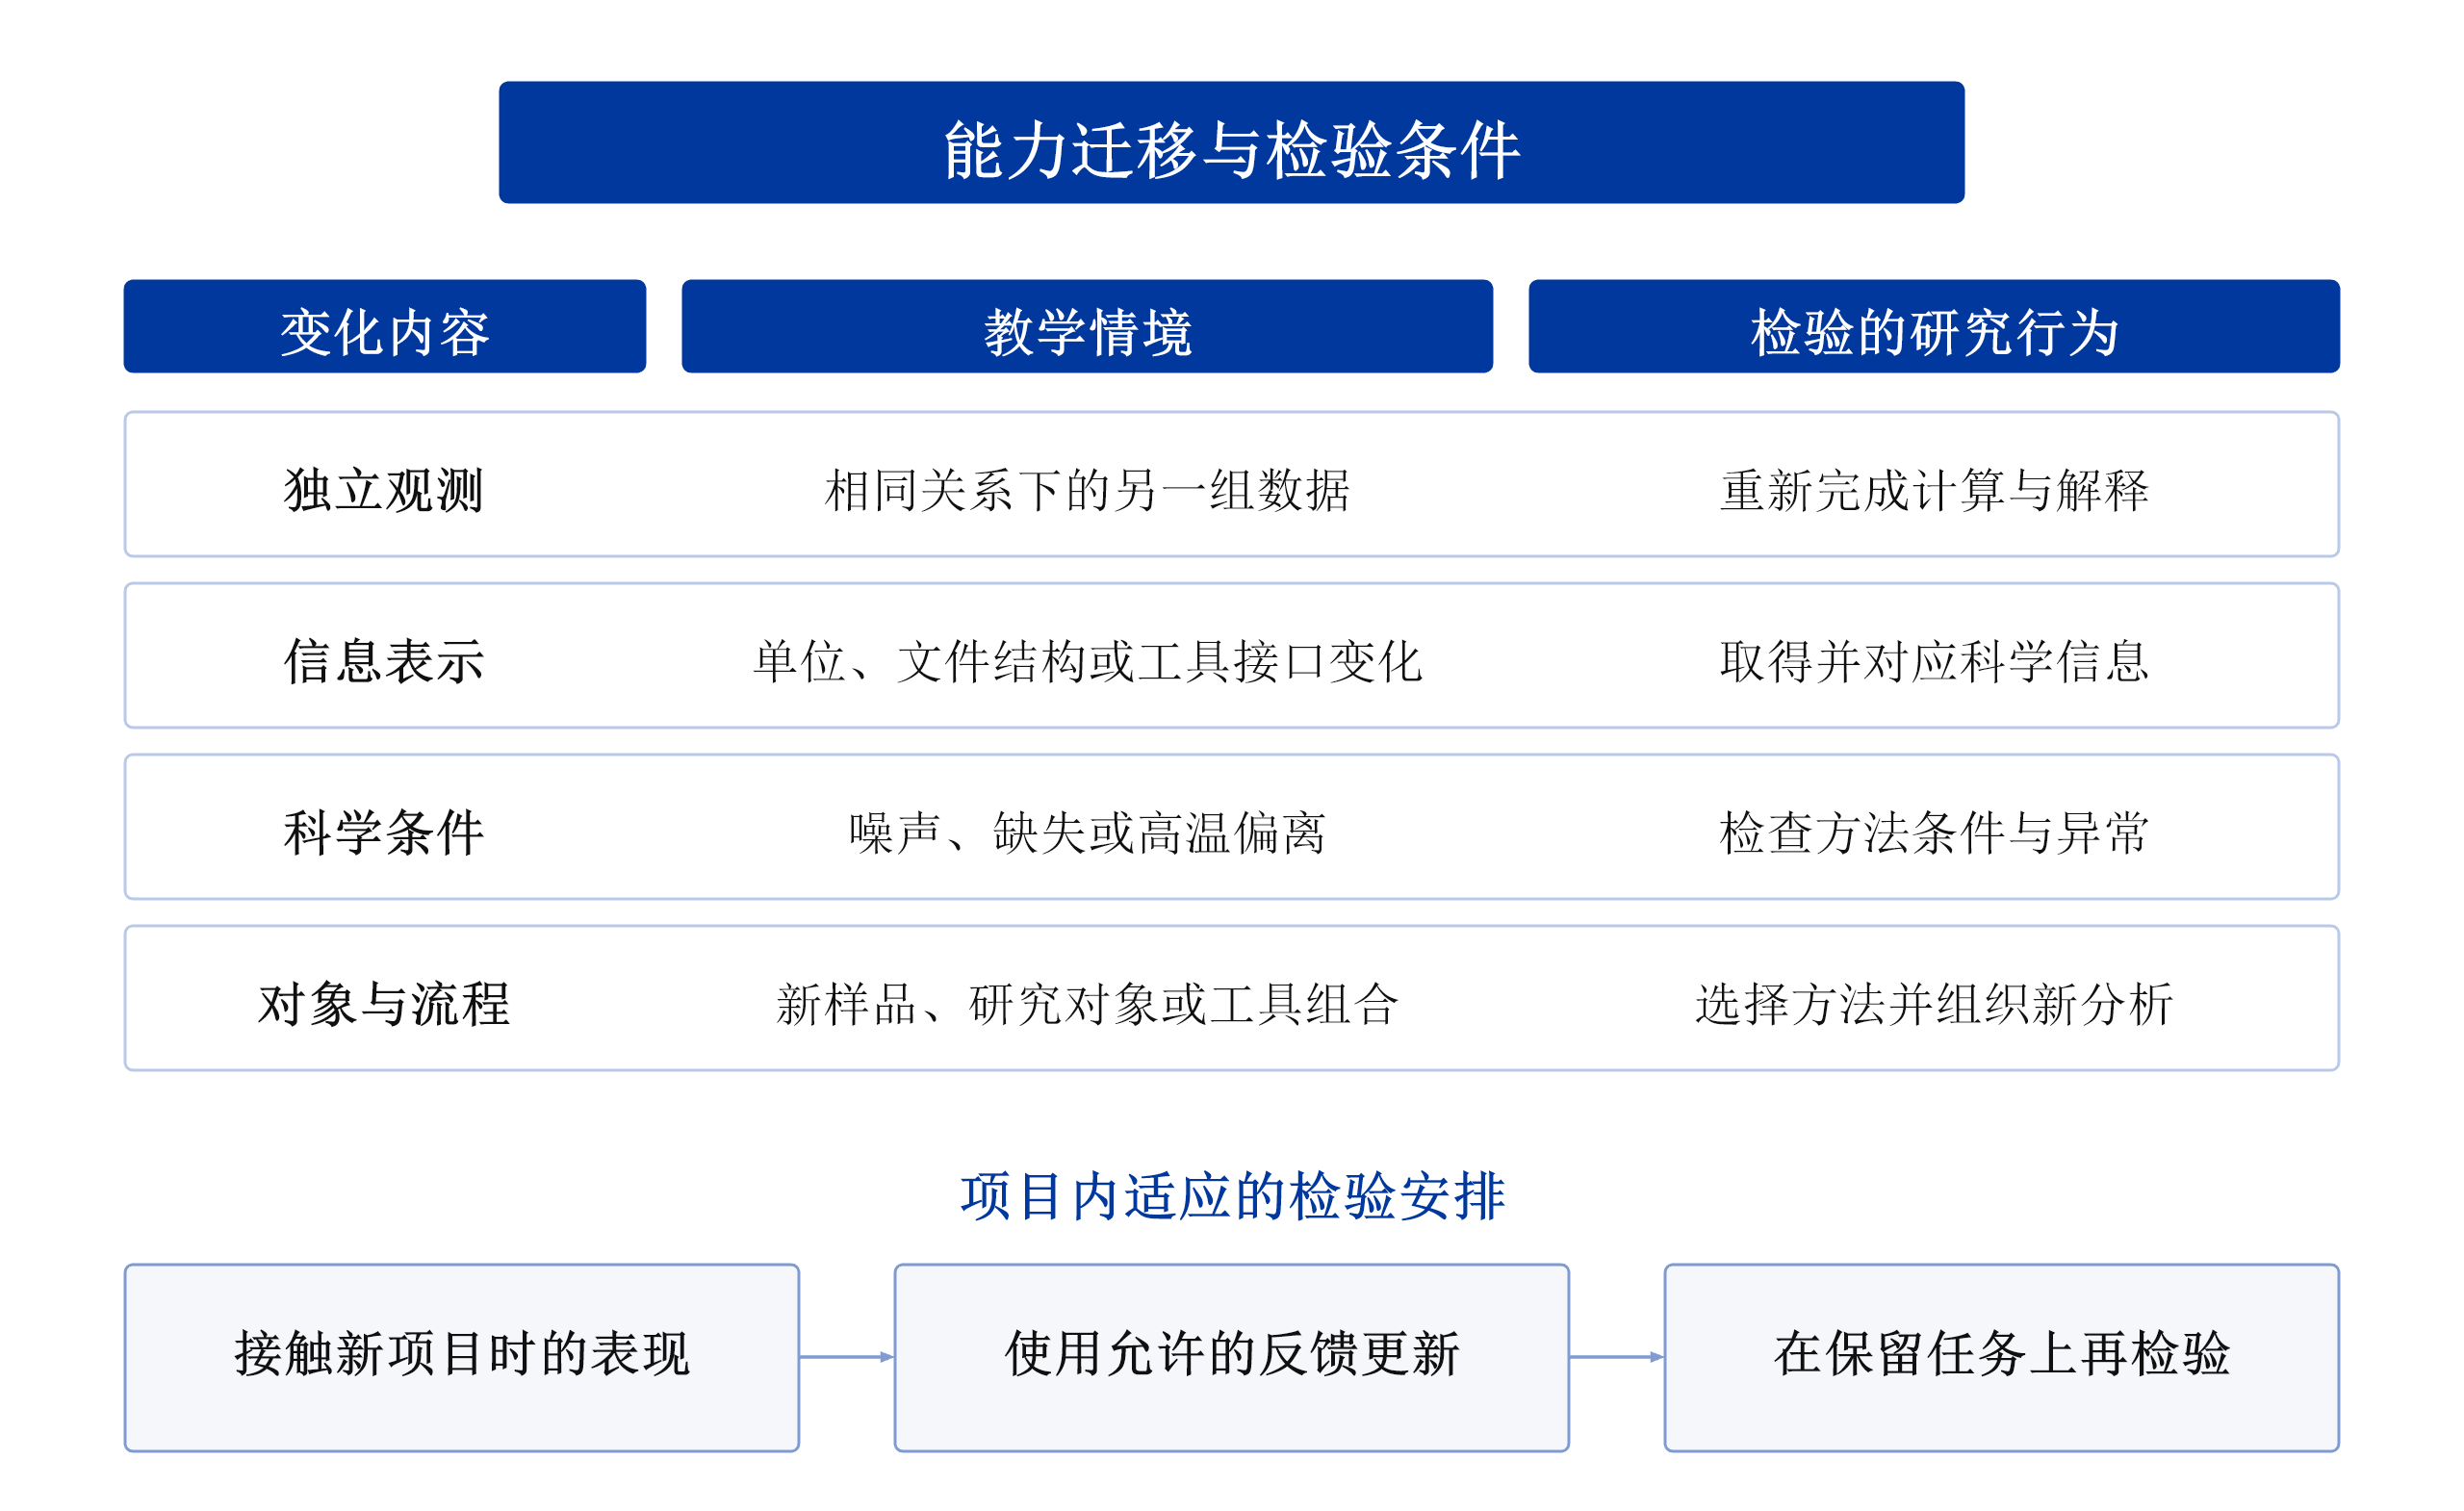 能力迁移与检验条件
变化内容
教学情境
检验的研究行为
独立观测
相同关系下的另一组数据
重新完成计算与解释
信息表示
单位、文件结构或工具接口变化
取得并对应科学信息
科学条件
噪声、缺失或高温偏离
检查方法条件与异常
对象与流程
新样品、研究对象或工具组合
选择方法并组织新分析
项目内适应的检验安排
接触新项目时的表现
使用允许的反馈更新
在保留任务上再检验